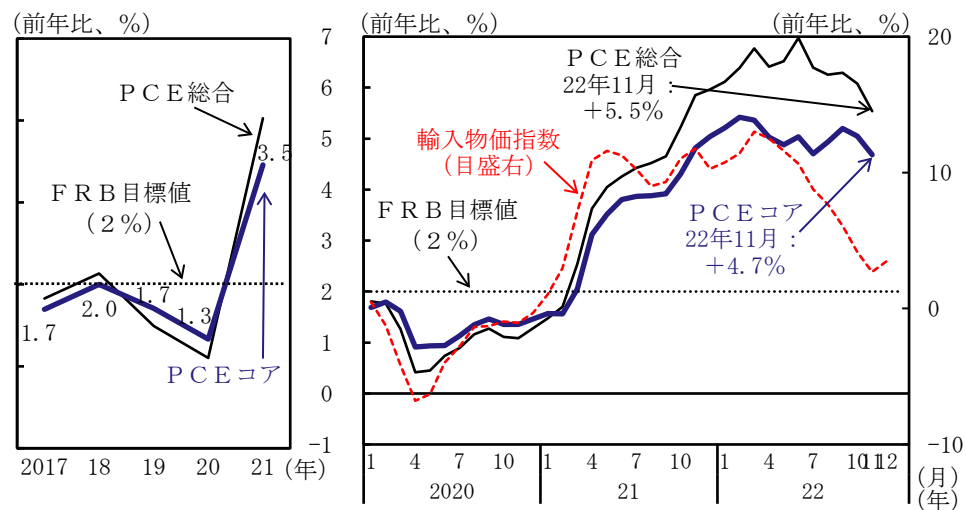 (前年比、%)
ＰＣＥ総合
3.5
ＦＲＢ目標値
(２%)
1.7
2.0
1.7
1.3
ＰＣＥコア
2017 18 19 20 21 (年)
(前年比、%)
(前年比、%)
7
6
5
4
3
2
1
0
-1
20
10
0
-10
ＰＣＥ総合
22年11月：
＋5.5%
輸入物価指数
(目盛右)
ＦＲＢ目標値
(２%)
ＰＣＥコア
22年11月：
＋4.7%
1 4 7 10 1 4 7 10 1 4 7 10 11 12
(月)
2020 21 22
(年)